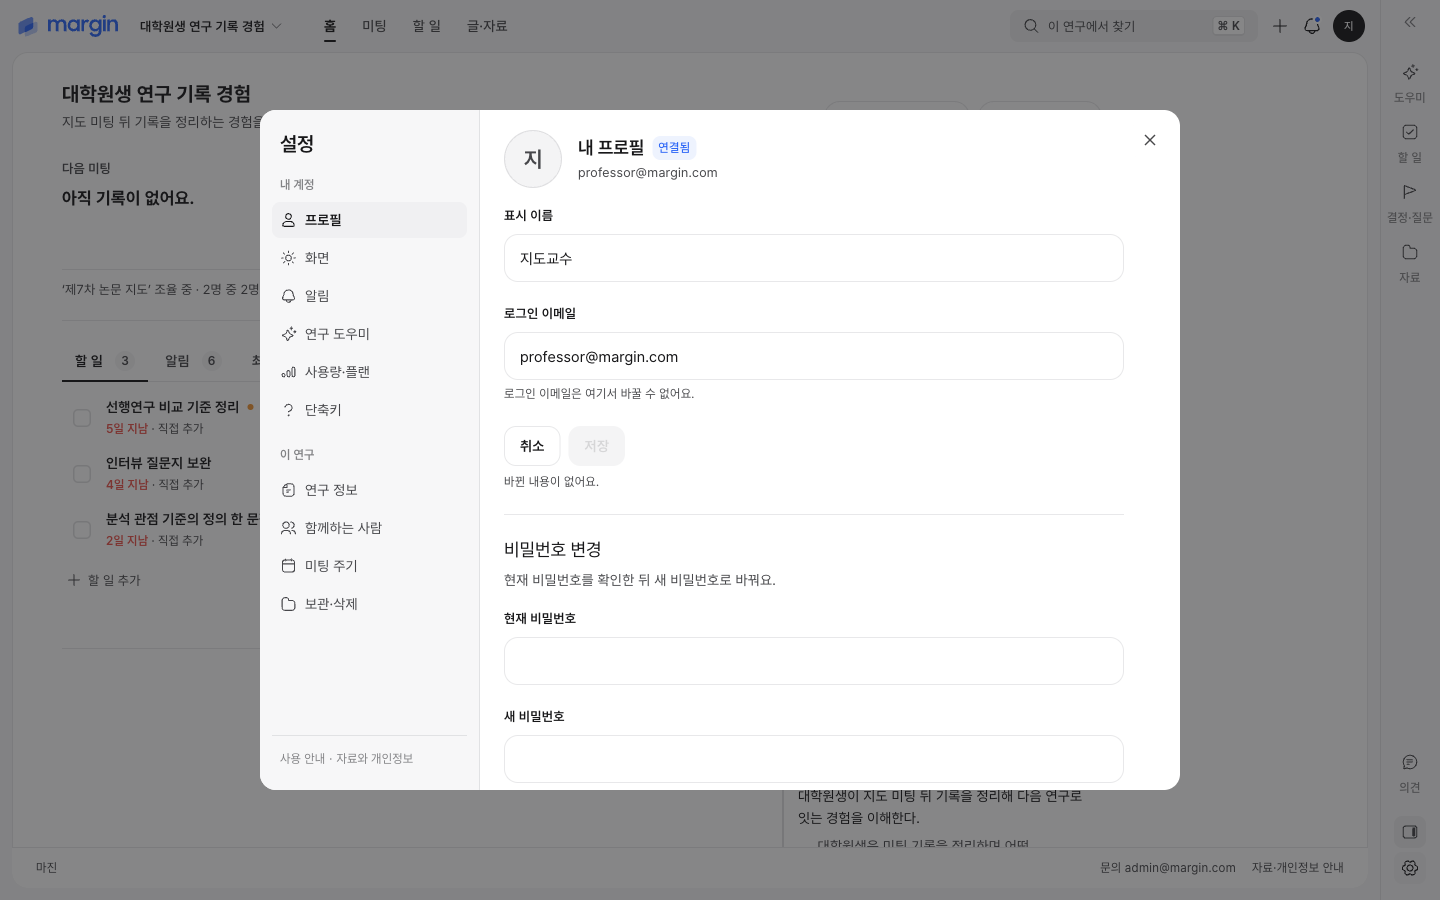 margin
대학원생 연구 기록 경험
홈
미팅
할 일
글·자료
이 연구에서 찾기
⌘ K
지
대학원생 연구 기록 경험
지도 미팅 뒤 기록을 정리하는 경험을
다음 미팅
아직 기록이 없어요.
‘제7차 논문 지도’ 조율 중 · 2명 중 2명
할 일 3
알림 6
선행연구 비교 기준 정리
5일 지남 · 직접 추가
인터뷰 질문지 보완
4일 지남 · 직접 추가
분석 관점 기준의 정의 한 문
2일 지남 · 직접 추가
할 일 추가
설정
내 계정
프로필
화면
알림
연구 도우미
사용량·플랜
단축키
이 연구
연구 정보
함께하는 사람
미팅 주기
보관·삭제
사용 안내 · 자료와 개인정보
지
내 프로필 연결됨
professor@margin.com
표시 이름
지도교수
로그인 이메일
professor@margin.com
로그인 이메일은 여기서 바꿀 수 없어요.
취소
저장
바뀐 내용이 없어요.
비밀번호 변경
현재 비밀번호를 확인한 뒤 새 비밀번호로 바꿔요.
현재 비밀번호
새 비밀번호
대학원생이 지도 미팅 뒤 기록을 정리해 다음 연구로
잇는 경험을 이해한다.
대학원생은 미팅 기록을 정리하며 어떤
도우미
할 일
결정·질문
자료
의견
마진
문의 admin@margin.com
자료·개인정보 안내